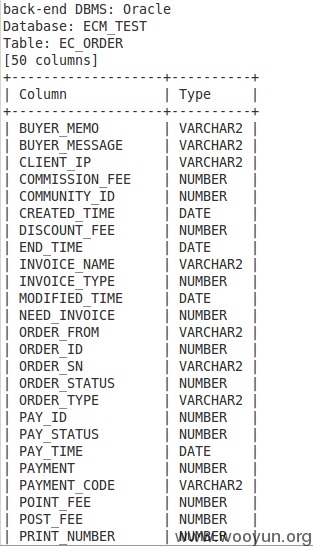 back-end DBMS: Oracle
Database: ECM_TEST
Table: EC_ORDER
[50 columns]
+-------------------+----------+
| Column | Type |
+-------------------+----------+
| BUYER_MEMO | VARCHAR2 |
| BUYER_MESSAGE | VARCHAR2 |
| CLIENT_IP | VARCHAR2 |
| COMMISSION_FEE | NUMBER |
| COMMUNITY_ID | NUMBER |
| CREATED_TIME | DATE |
| DISCOUNT_FEE | NUMBER |
| END_TIME | DATE |
| INVOICE_NAME | VARCHAR2 |
| INVOICE_TYPE | NUMBER |
| MODIFIED_TIME | DATE |
| NEED_INVOICE | NUMBER |
| ORDER_FROM | VARCHAR2 |
| ORDER_ID | NUMBER |
| ORDER_SN | VARCHAR2 |
| ORDER_STATUS | NUMBER |
| ORDER_TYPE | VARCHAR2 |
| PAY_ID | NUMBER |
| PAY_STATUS | NUMBER |
| PAY_TIME | DATE |
| PAYMENT | NUMBER |
| PAYMENT_CODE | VARCHAR2 |
| POINT_FEE | NUMBER |
| POST_FEE | NUMBER |
| PRINT_NUMBER | NUMBER |
www.wooyun.org